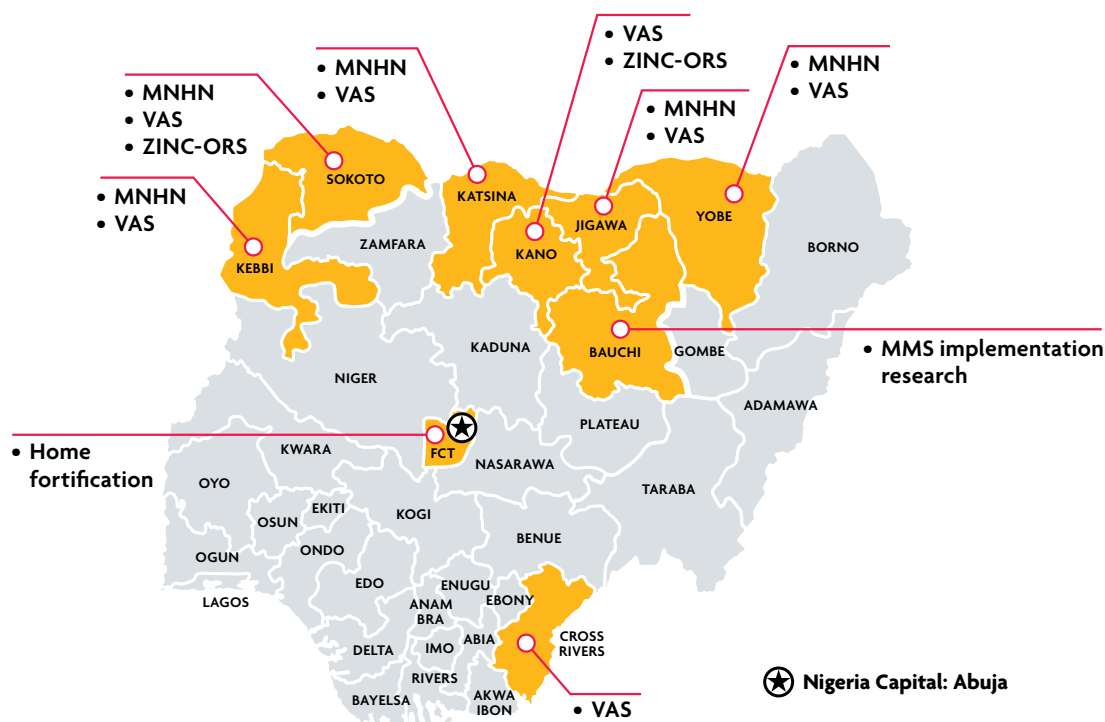 • VAS
• ZINC-ORS
• MNHN
• VAS
• MNHN
• VAS
• MNHN
• VAS
• ZINC-ORS
• MNHN
• VAS
• MNHN
• VAS
SOKOTO
KATSINA
YOBE
JIGAWA
ZAMFARA
KANO
BORNO
KEBBI
KADUNA
BAUCHI
GOMBE
• MMS implementation
research
NIGER
ADAMAWA
PLATEAU
• Home
fortification
KWARA
FCT
NASARAWA
OYO
TARABA
OSUN
EKITI
KOGI
BENUE
OGUN
ONDO
EDO
ENUGU
LAGOS
ANAM
BRA
EBONY
CROSS
RIVERS
DELTA
IMO
ABIA
RIVERS
BAYELSA
AKWA
IBON
• VAS
Nigeria Capital: Abuja